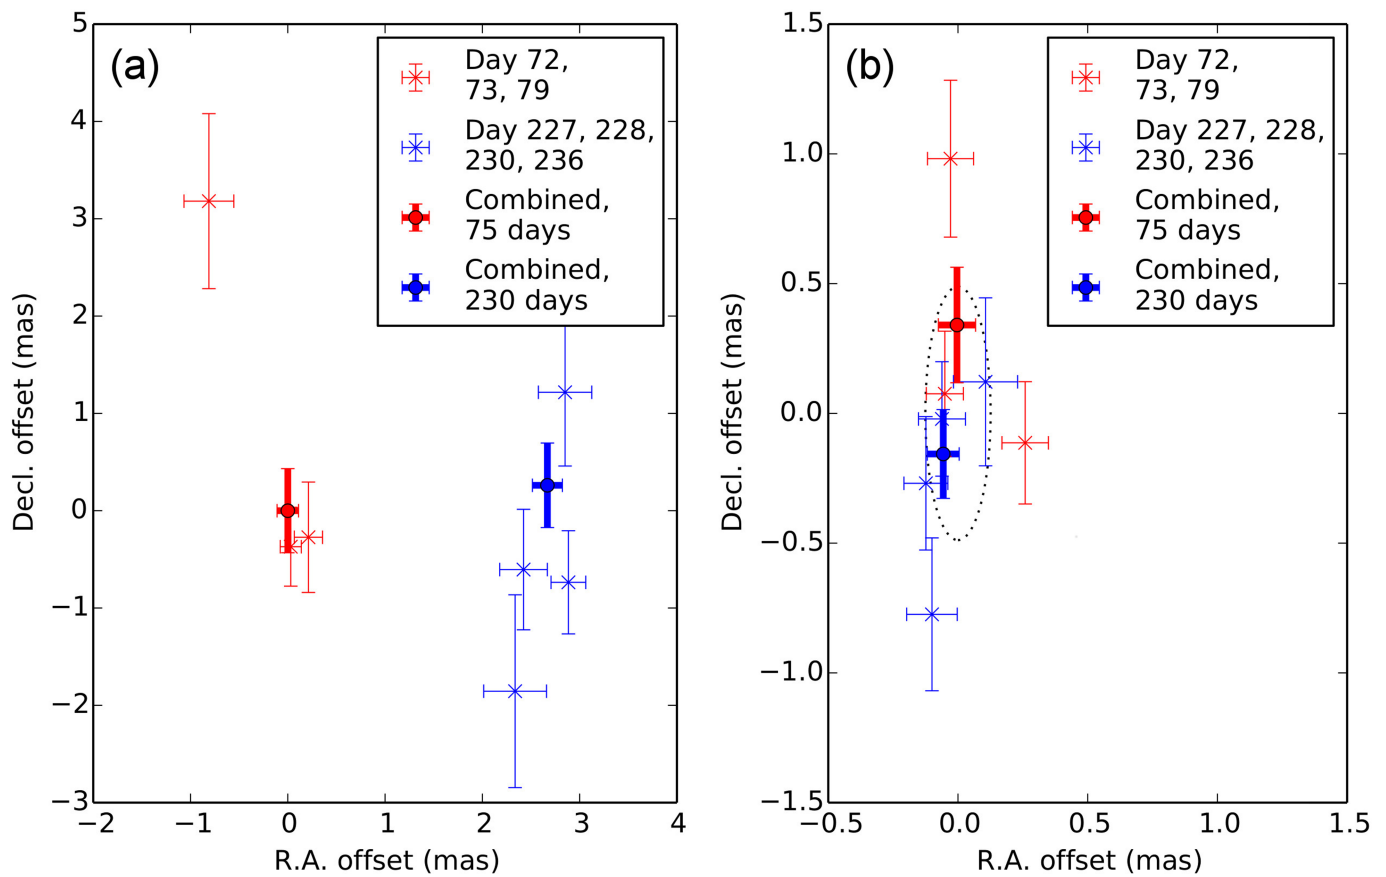 (a)
Day 72,
73, 79
Day 227, 228,
230, 236
Combined,
75 days
Combined,
230 days
5
4
3
2
1
0
−1
−2
−3
Decl. offset (mas)
−2 −1 0 1 2 3 4
R.A. offset (mas)
(b)
Day 72,
73, 79
Day 227, 228,
230, 236
Combined,
75 days
Combined,
230 days
1.5
1.0
0.5
0.0
−0.5
−1.0
−1.5
Decl. offset (mas)
−0.5 0.0 0.5 1.0 1.5
R.A. offset (mas)